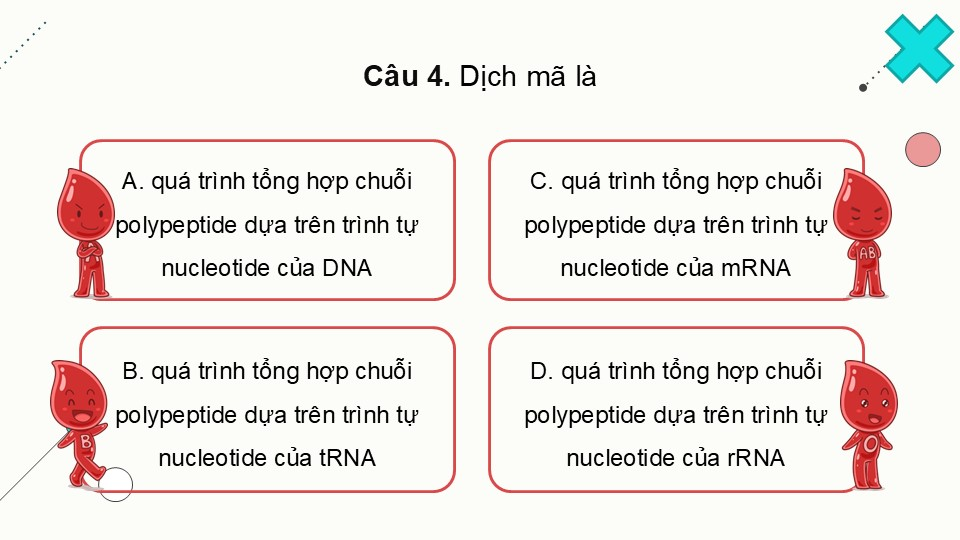 Câu 4. Dịch mã là
A. quá trình tổng hợp chuỗi
polypeptide dựa trên trình tự
nucleotide của DNA
C. quá trình tổng hợp chuỗi
polypeptide dựa trên trình tự
nucleotide của mRNA
B. quá trình tổng hợp chuỗi
polypeptide dựa trên trình tự
nucleotide của tRNA
D. quá trình tổng hợp chuỗi
polypeptide dựa trên trình tự
nucleotide của rRNA
A
AB
B
O